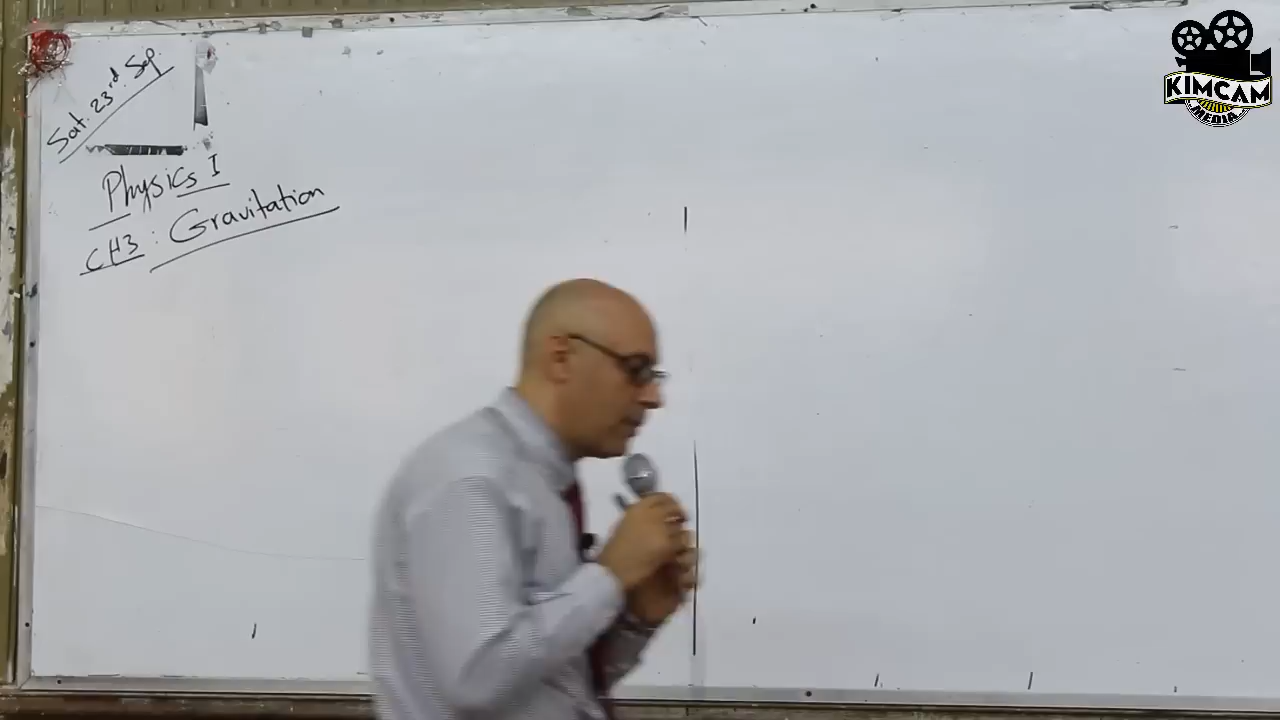 Sat. 23rd. Sep.
Physics I
CH3: Gravitation
KIMCAM
MEDIA